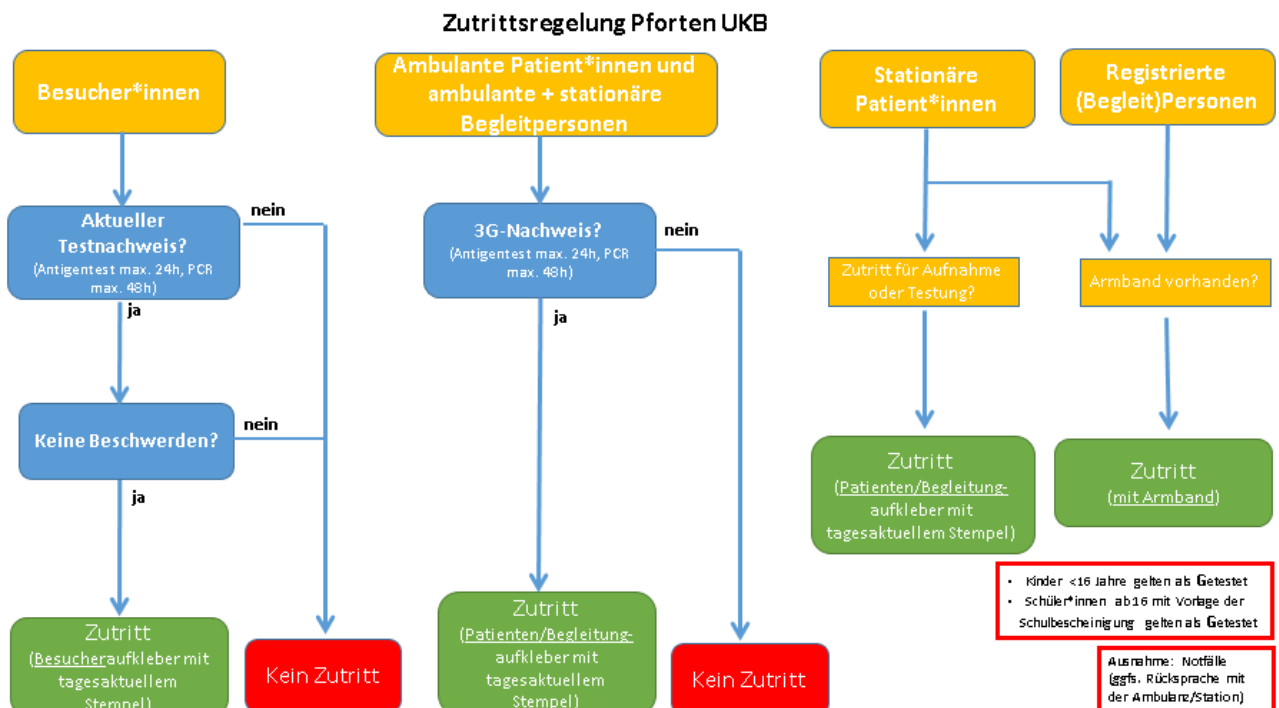 Zutrittsregelung Pforten UKB
Besucher*innen
Aktueller
Testnachweis?
(Antigentest max. 24h, PCR
max. 48h)
nein
ja
Keine Beschwerden?
nein
ja
Zutritt
(Besucheraufkleber mit
tagesaktuellem
Stempel)
Kein Zutritt
Ambulante Patient*innen und
ambulante + stationäre
Begleitpersonen
3G-Nachweis?
(Antigentest max. 24h, PCR
max. 48h)
nein
ja
Zutritt
(Patienten/Begleitung-
aufkleber mit
tagesaktuellem
Stempel)
Kein Zutritt
Stationäre
Patient*innen
Registrierte
(Begleit)Personen
Zutritt für Aufnahme
oder Testung?
Armband vorhanden?
Zutritt
(Patienten/Begleitung-
aufkleber mit
tagesaktuellem Stempel)
Zutritt
(mit Armband)
• Kinder <16 Jahre gelten als Getestet
• Schüler*innen ab16 mit Vorlage der
Schulbescheinigung gelten als Getestet
Ausnahme: Notfälle
(ggfs. Rücksprache mit
der Ambulanz/Station)